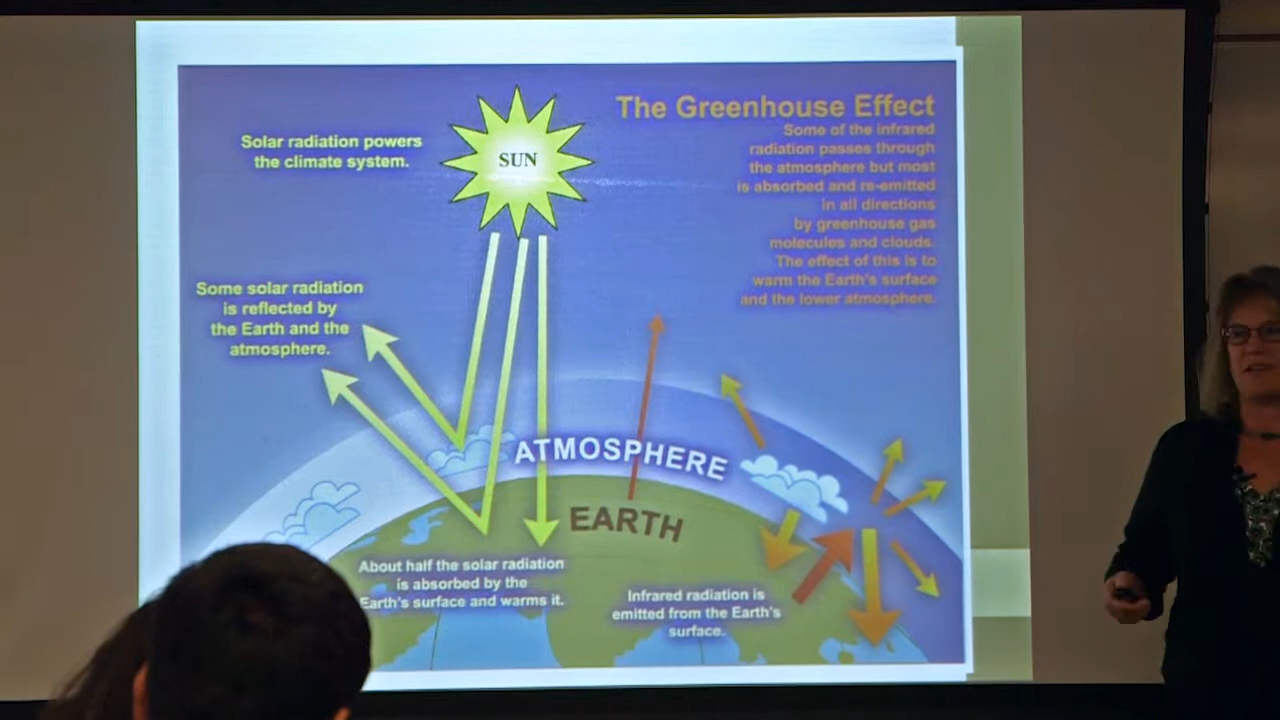 The Greenhouse Effect
Some of the infrared
radiation passes through
the atmosphere but most
is absorbed and re-emitted
in all directions
by greenhouse gas
molecules and clouds.
The effect of this is to
warm the Earth's surface
and the lower atmosphere.
Solar radiation powers
the climate system.
SUN
Some solar radiation
is reflected by
the Earth and the
atmosphere.
ATMOSPHERE
EARTH
About half the solar radiation
is absorbed by the
Earth's surface and warms it.
Infrared radiation is
emitted from the Earth's
surface.